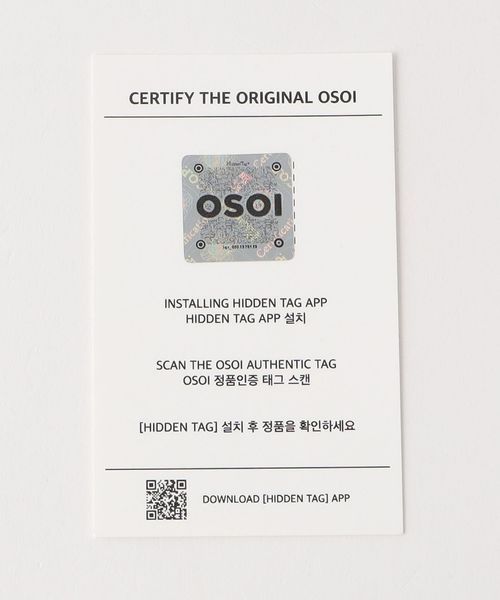 CERTIFY THE ORIGINAL OSOI
HiddenTag
OSOI
INSTALLING HIDDEN TAG APP
HIDDEN TAG APP 설치
SCAN THE OSOI AUTHENTIC TAG
OSOI 정품인증 태그 스캔
[HIDDEN TAG] 설치 후 정품을 확인하세요
DOWNLOAD [HIDDEN TAG] APP